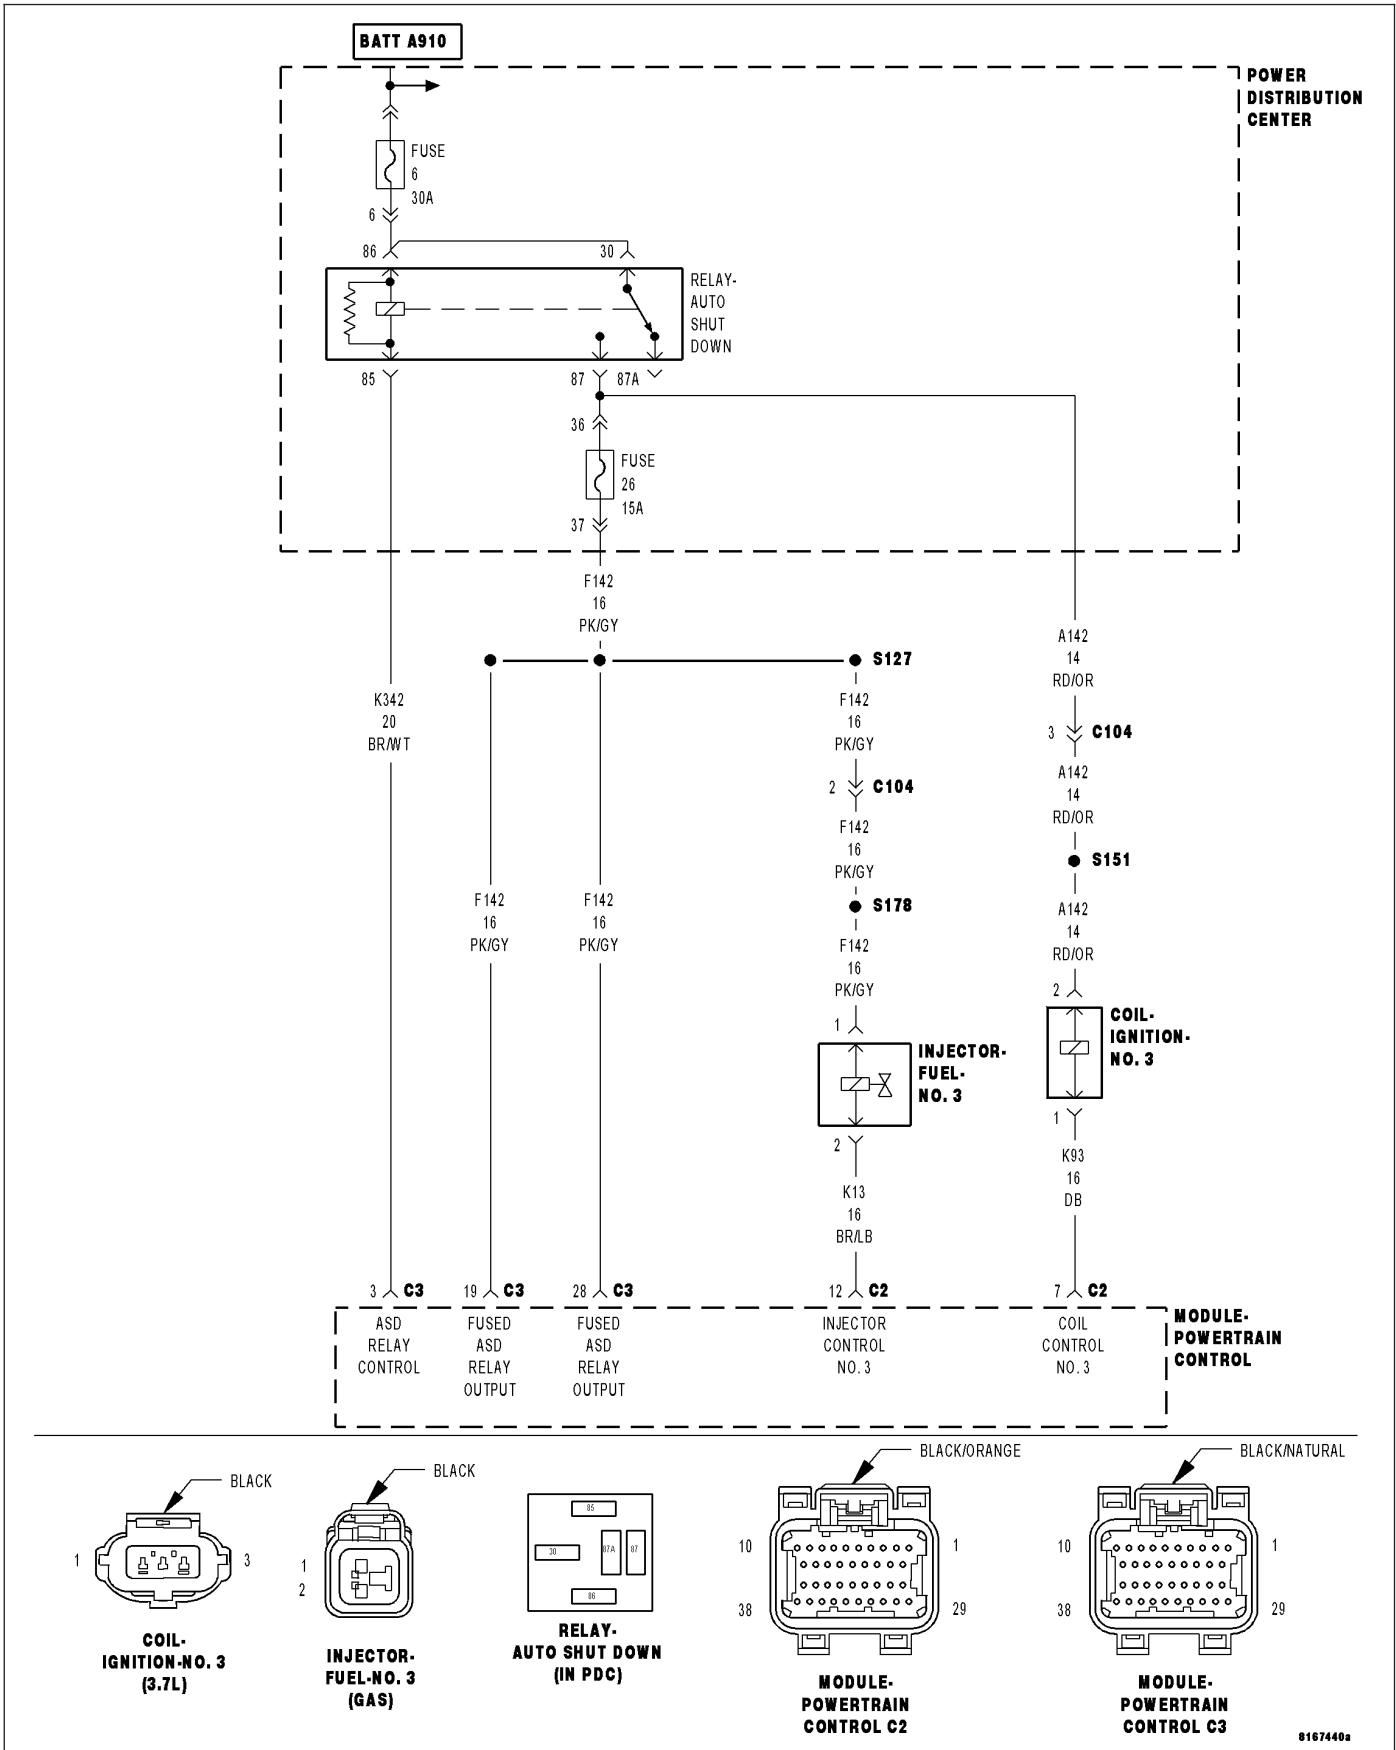 BATT A910
POWER
DISTRIBUTION
CENTER
FUSE
6
30A
6
86
30
RELAY-
AUTO
SHUT
DOWN
85
87
87A
36
FUSE
26
15A
37
F142
16
PK/GY
S127
K342
20
BR/WT
F142
16
PK/GY
A142
14
RD/OR
3
C104
2
C104
A142
14
RD/OR
F142
16
PK/GY
S151
S178
F142
16
PK/GY
F142
16
PK/GY
F142
16
PK/GY
A142
14
RD/OR
2
COIL-
IGNITION-
NO. 3
1
INJECTOR-
FUEL-
NO. 3
1
2
K93
16
DB
K13
16
BR/LB
3 C3
19 C3
28 C3
12 C2
7 C2
ASD
RELAY
CONTROL
FUSED
ASD
RELAY
OUTPUT
FUSED
ASD
RELAY
OUTPUT
INJECTOR
CONTROL
NO. 3
COIL
CONTROL
NO. 3
MODULE-
POWERTRAIN
CONTROL
BLACK
1
3
COIL-
IGNITION-NO. 3
(3.7L)
BLACK
1
2
INJECTOR-
FUEL-NO. 3
(GAS)
85
30
87A
87
86
RELAY-
AUTO SHUT DOWN
(IN PDC)
BLACK/ORANGE
10
1
38
29
MODULE-
POWERTRAIN
CONTROL C2
BLACK/NATURAL
10
1
38
29
MODULE-
POWERTRAIN
CONTROL C3
8167440a